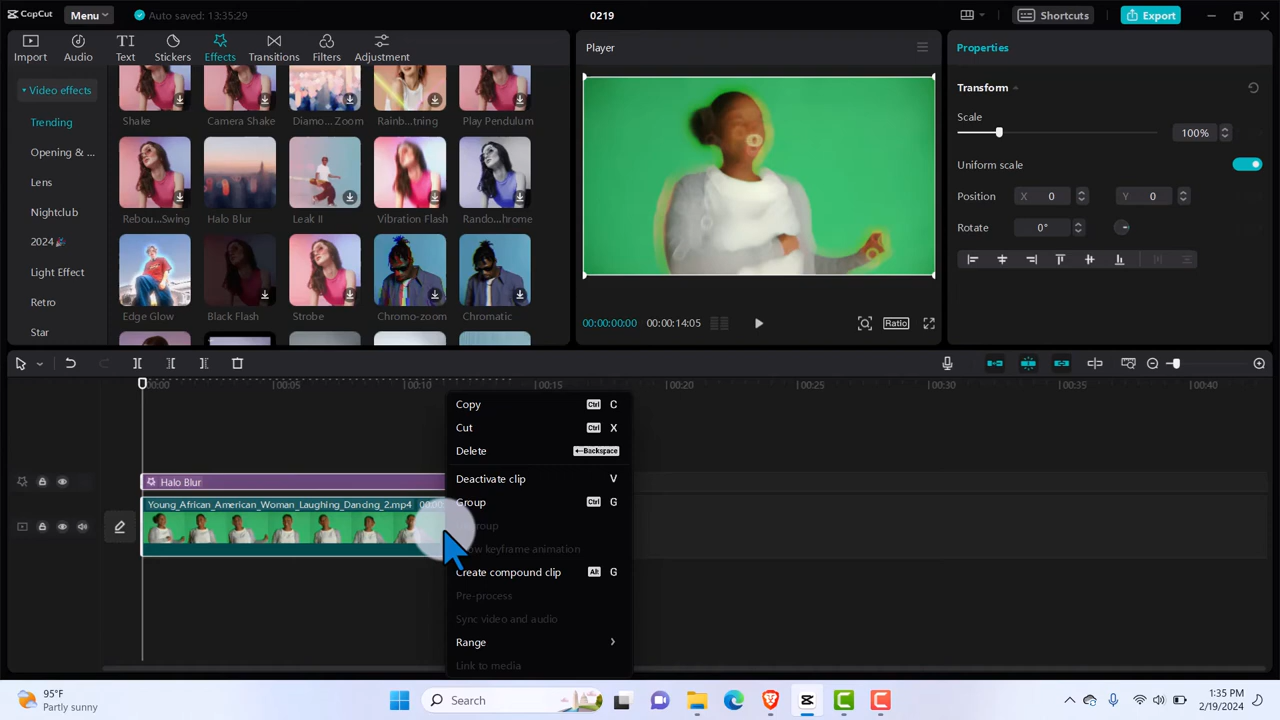 CapCut
Menu
Auto saved: 13:35:29
0219
Shortcuts
Export
Import
Audio
Text
Stickers
Effects
Transitions
Filters
Adjustment
Player
Properties
Video effects
Trending
Opening & ...
Lens
Nightclub
2024
Light Effect
Retro
Star
Shake
Camera Shake
Diamo... Zoom
Rainb...tning
Play Pendulum
Rebou...Swing
Halo Blur
Leak II
Vibration Flash
Rando...hrome
Edge Glow
Black Flash
Strobe
Chromo-zoom
Chromatic
00:00:00:00
00:00:14:05
Ratio
Transform
Scale
100%
Uniform scale
Position
X 0
Y 0
Rotate
0°
00:00
00:05
00:10
00:15
00:20
00:25
00:30
00:35
00:40
Halo Blur
Young_African_American_Woman_Laughing_Dancing_2.mp4
Copy Ctrl C
Cut Ctrl X
Delete Backspace
Deactivate clip V
Group Ctrl G
Create compound clip Alt G
Pre-process
Sync video and audio
Range
Link to media
95°F
Partly sunny
Search
1:35 PM
2/19/2024